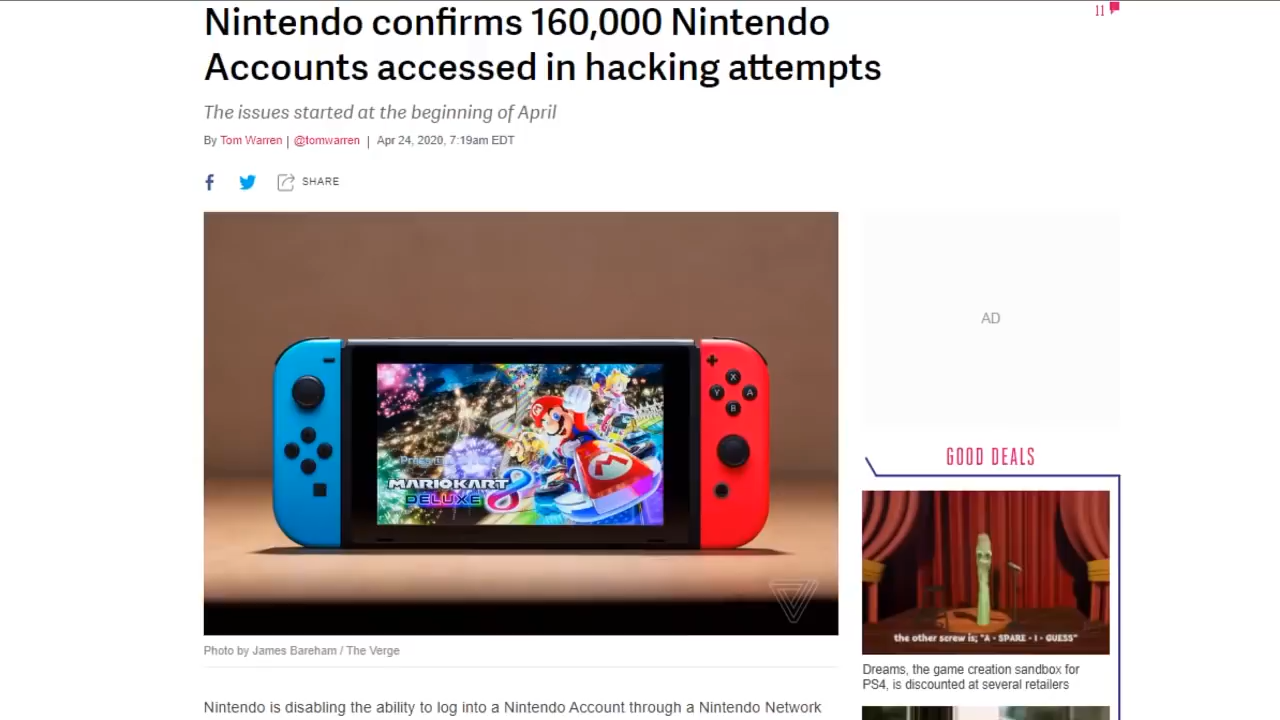 Nintendo confirms 160,000 Nintendo
Accounts accessed in hacking attempts
11
The issues started at the beginning of April
By Tom Warren | @tomwarren | Apr 24, 2020, 7:19am EDT
SHARE
AD
X
Y
A
B
MARIOKART
8
DELUXE
GOOD DEALS
the other screw is; "A - SPARE - I - GUESS"
Photo by James Bareham / The Verge
Dreams, the game creation sandbox for
PS4, is discounted at several retailers
Nintendo is disabling the ability to log into a Nintendo Account through a Nintendo Network